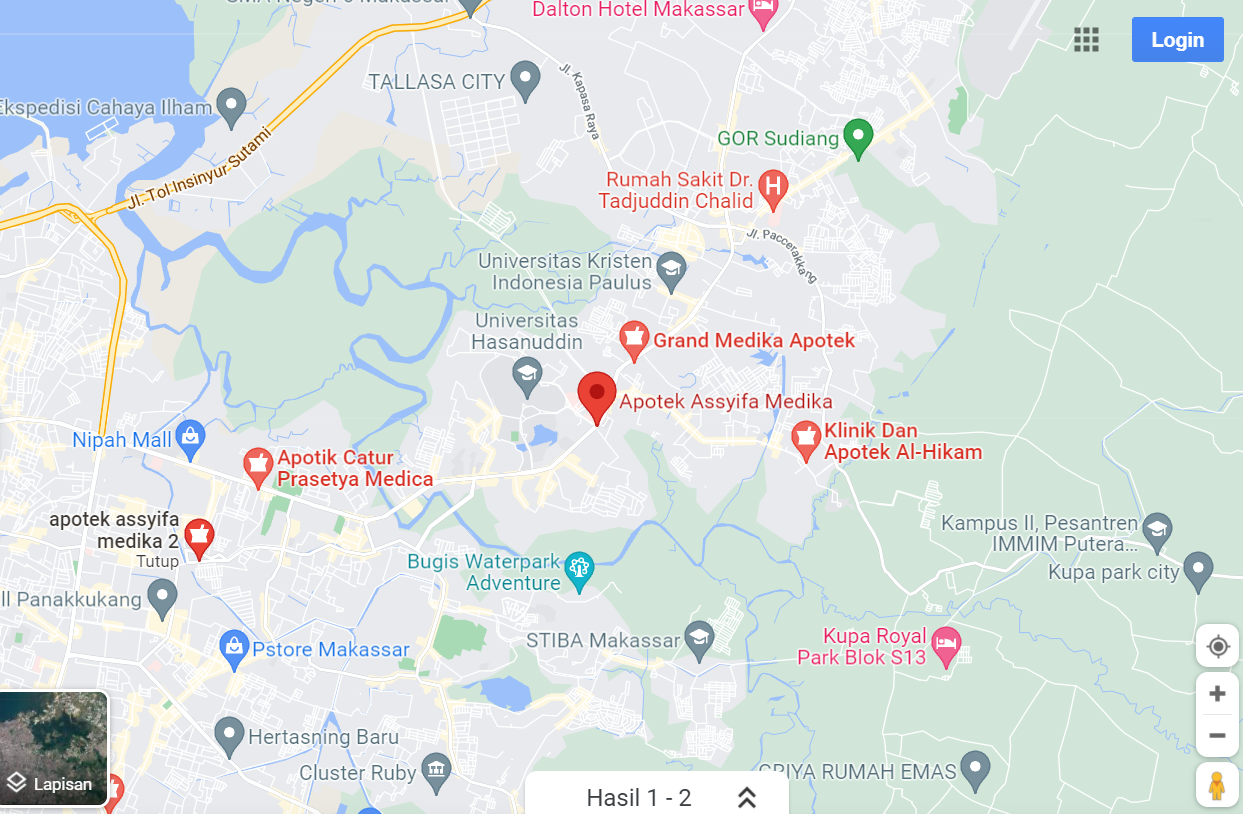 SMA Negeri 6 Makassar
Dalton Hotel Makassar
Login
TALLASA CITY
Jl. Kapasa Raya
Ekspedisi Cahaya Ilham
GOR Sudiang
Jl. Tol Insinyur Sutami
Rumah Sakit Dr.
Tadjuddin Chalid
Jl. Paccerakkang
Universitas Kristen
Indonesia Paulus
Universitas
Hasanuddin
Grand Medika Apotek
Apotek Assyifa Medika
Nipah Mall
Klinik Dan
Apotek Al-Hikam
Apotik Catur
Prasetya Medica
apotek assyifa
medika 2
Tutup
Kampus II, Pesantren
IMMIM Putera...
Bugis Waterpark
Adventure
Kupa park city
ll Panakkukang
STIBA Makassar
Kupa Royal
Park Blok S13
Pstore Makassar
Hertasning Baru
Cluster Ruby
GRIYA RUMAH EMAS
Lapisan
Hasil 1 - 2